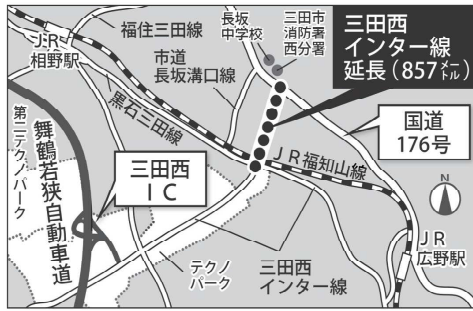 福住三田線
長坂
中学校
三田市
消防署
西分署
三田西
インター線
延長(857メートル)
JR
相野駅
市道
長坂溝口線
黒石三田線
国道
176号
第二テクノパーク
舞鶴若狭自動車道
三田西
IC
JR福知山線
N
JR
広野駅
テクノ
パーク
三田西
インター線